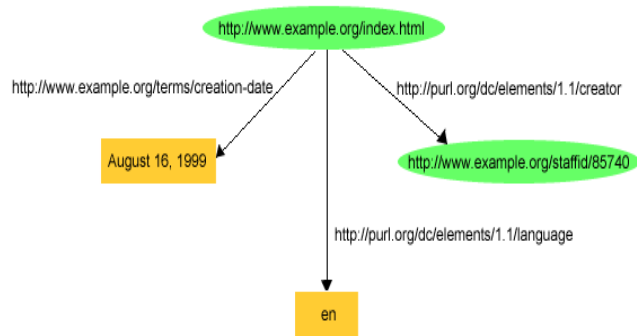 http://www.example.org/index.html
http://www.example.org/terms/creation-date
http://purl.org/dc/elements/1.1/creator
August 16, 1999
http://www.example.org/staffid/85740
http://purl.org/dc/elements/1.1/language
en